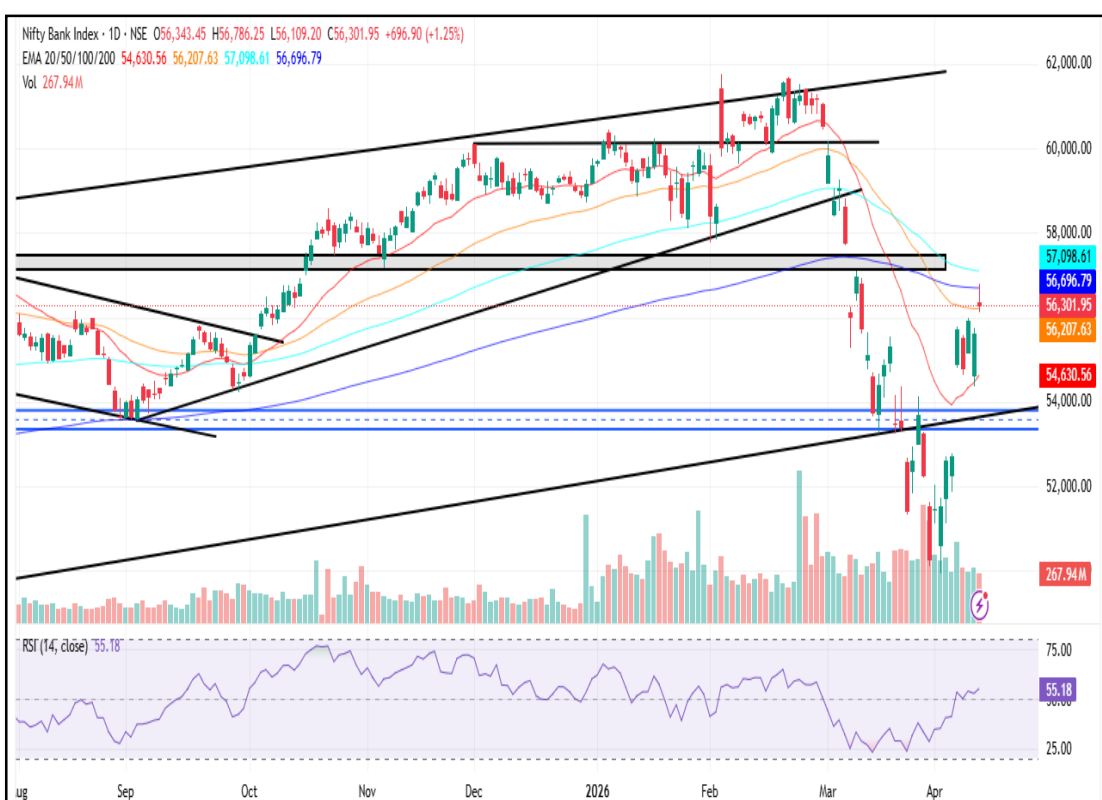 Nifty Bank Index · 1D · NSE O56,343.45 H56,786.25 L56,109.20 C56,301.95 +696.90 (+1.25%)
EMA 20/50/100/200 54,630.56 56,207.63 57,098.61 56,696.79
Vol 267.94M
62,000.00
60,000.00
58,000.00
57,098.61
56,696.79
56,301.95
56,207.63
54,630.56
54,000.00
52,000.00
267.94M
RSI (14, close) 55.18
75.00
55.18
50.00
25.00
ug Sep Oct Nov Dec 2026 Feb Mar Apr